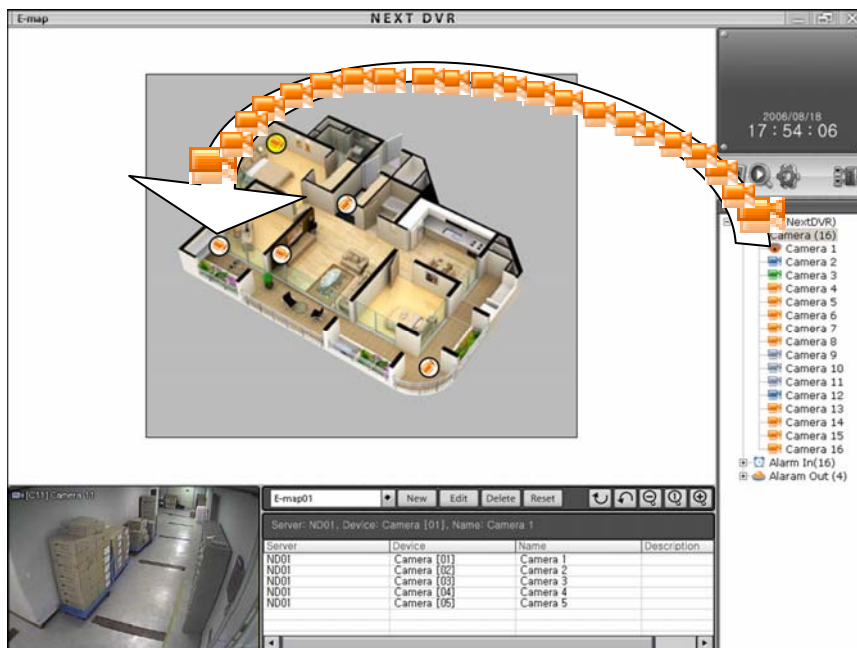 E-map
NEXT DVR
2006/08/18
17:54:06
(NextDVR)
Camera (16)
Camera 1
Camera 2
Camera 3
Camera 4
Camera 5
Camera 6
Camera 7
Camera 8
Camera 9
Camera 10
Camera 11
Camera 12
Camera 13
Camera 14
Camera 15
Camera 16
Alarm In(16)
Alaram Out (4)
[C11] Camera 11
E-map01 New Edit Delete Reset
Server: ND01, Device: Camera [01], Name: Camera 1
Server Device Name Description
ND01 Camera [01] Camera 1
ND01 Camera [02] Camera 2
ND01 Camera [03] Camera 3
ND01 Camera [04] Camera 4
ND01 Camera [05] Camera 5